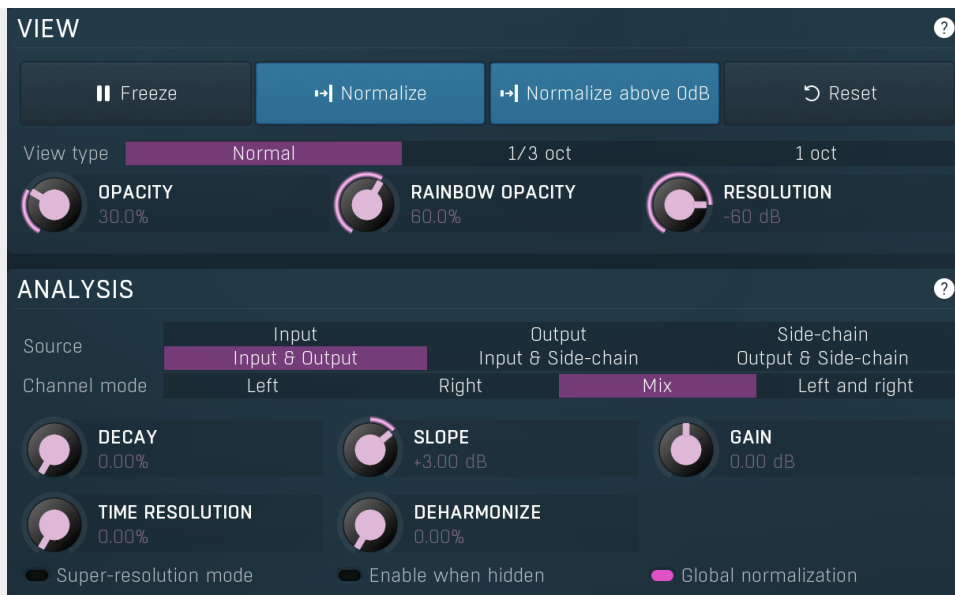 VIEW ?
Freeze Normalize Normalize above 0dB Reset
View type Normal 1/3 oct 1 oct
OPACITY RAINBOW OPACITY RESOLUTION
30.0% 60.0% -60 dB
ANALYSIS ?
Input Output Side-chain
Source
Input & Output Input & Side-chain Output & Side-chain
Channel mode Left Right Mix Left and right
DECAY SLOPE GAIN
0.00% +3.00 dB 0.00 dB
TIME RESOLUTION DEHARMONIZE
0.00% 0.00%
Super-resolution mode Enable when hidden Global normalization